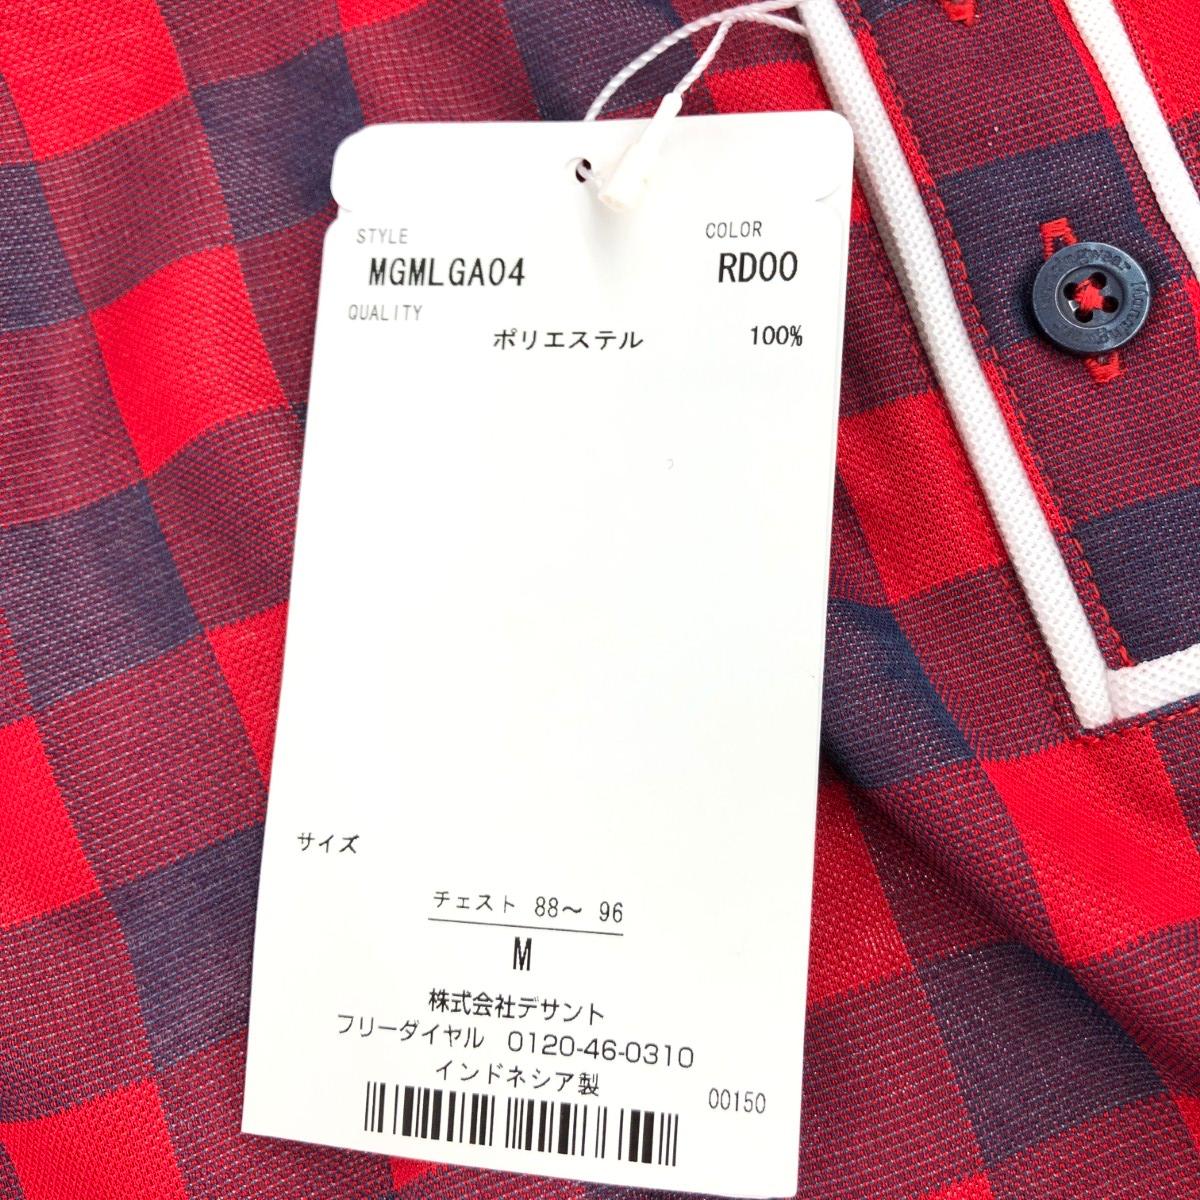 STYLE
COLOR
MGMLGA04
RD00
QUALITY
ポリエステル 100%
サイズ
チェスト 88～ 96
M
株式会社デサント
フリーダイヤル 0120-46-0310
インドネシア製
00150